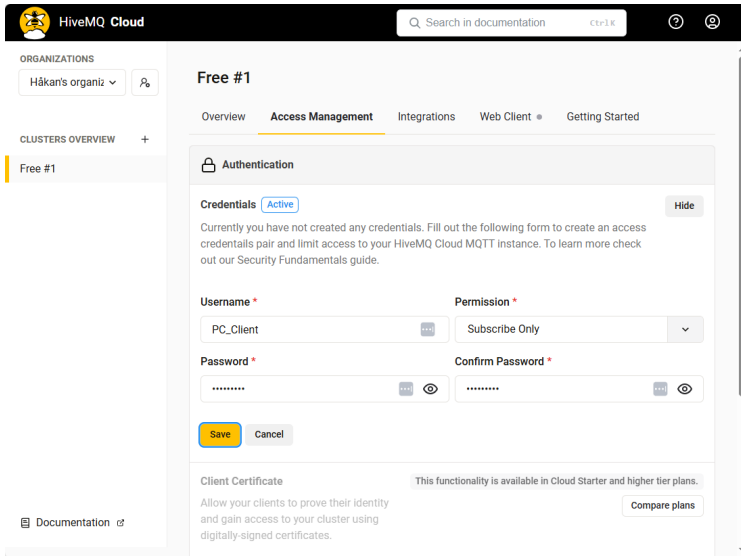 HiveMQ Cloud
Search in documentation
Ctrl K
ORGANIZATIONS
Håkan's organiz
CLUSTERS OVERVIEW +
Free #1
Documentation
Free #1
Overview Access Management Integrations Web Client Getting Started
Authentication
Credentials Active
Hide
Currently you have not created any credentials. Fill out the following form to create an access
credentails pair and limit access to your HiveMQ Cloud MQTT instance. To learn more check
out our Security Fundamentals guide.
Username * Permission *
PC_Client Subscribe Only
Password * Confirm Password *
••••••••• •••••••••
Save Cancel
Client Certificate This functionality is available in Cloud Starter and higher tier plans.
Allow your clients to prove their identity
and gain access to your cluster using
digitally-signed certificates.
Compare plans